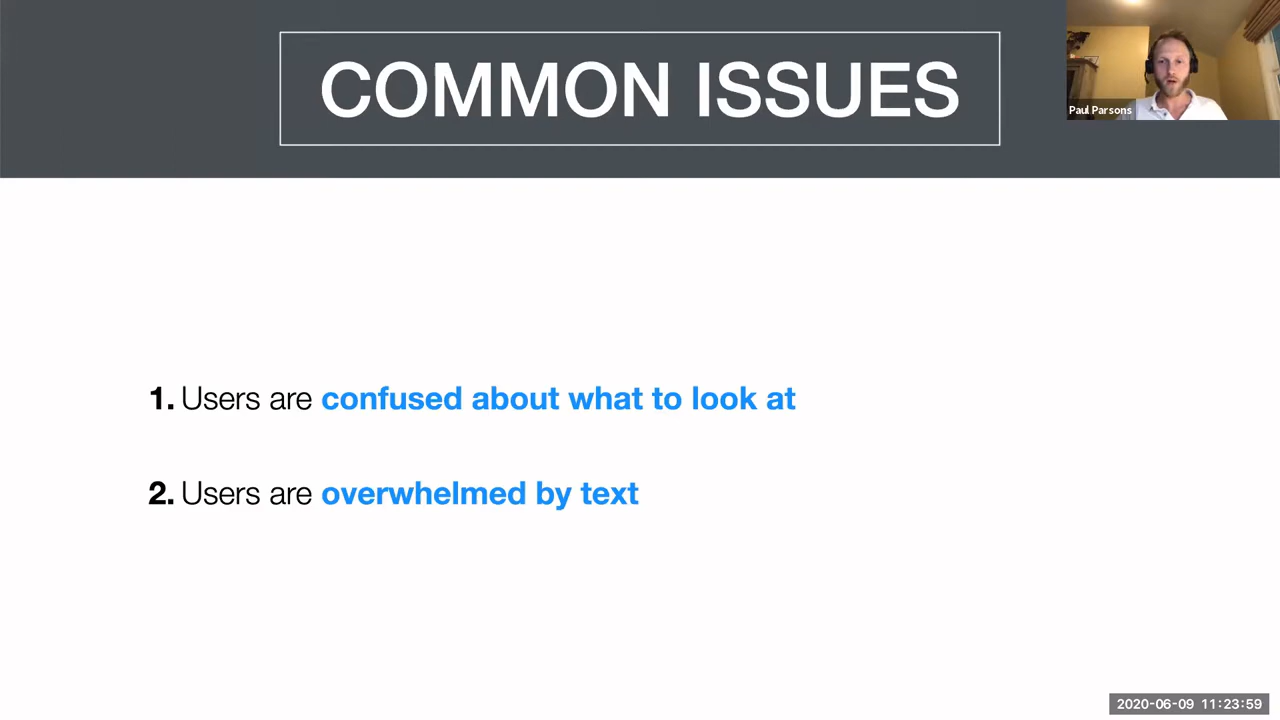 COMMON ISSUES
Paul Parsons
1. Users are confused about what to look at
2. Users are overwhelmed by text
2020-06-09 11:23:59